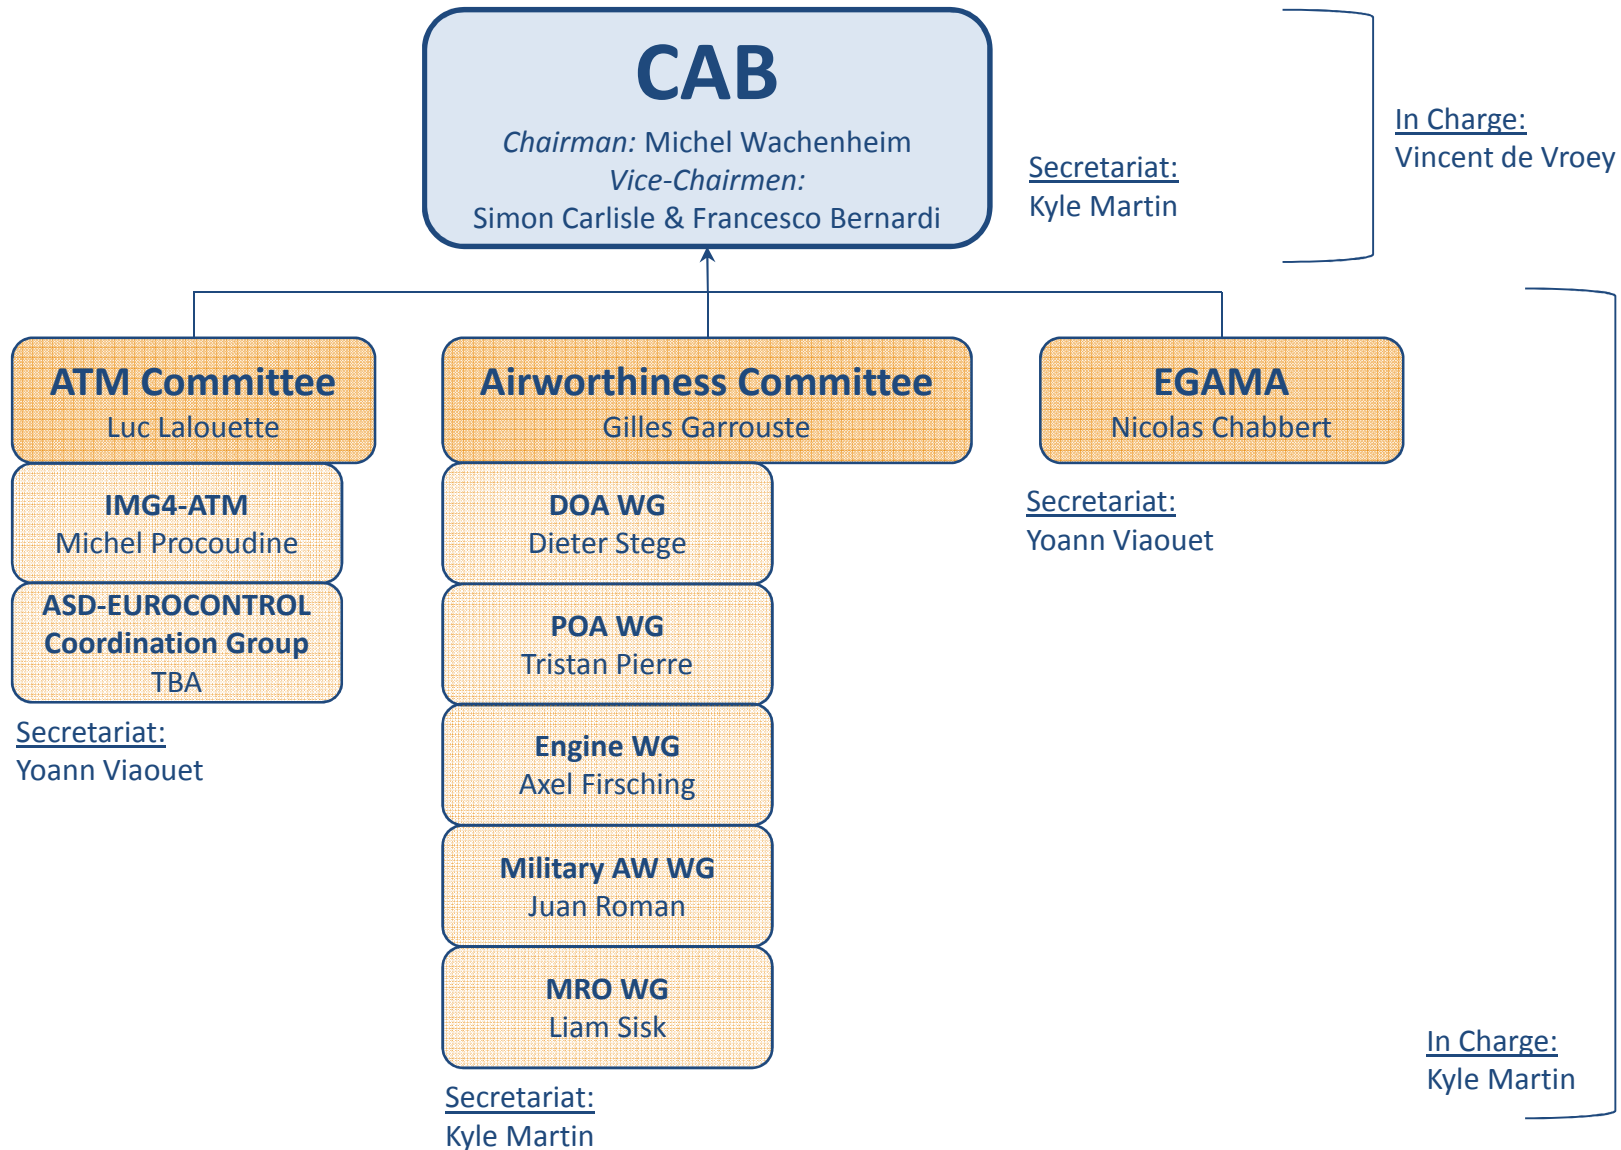 CAB
Chairman: Michel Wachenheim
Vice-Chairmen:
Simon Carlisle & Francesco Bernardi
Secretariat:
Kyle Martin
In Charge:
Vincent de Vroey
ATM Committee
Luc Lalouette
IMG4-ATM
Michel Procoudine
ASD-EUROCONTROL
Coordination Group
TBA
Secretariat:
Yoann Viaouet
Airworthiness Committee
Gilles Garrouste
DOA WG
Dieter Stege
POA WG
Tristan Pierre
Engine WG
Axel Firsching
Military AW WG
Juan Roman
MRO WG
Liam Sisk
Secretariat:
Kyle Martin
EGAMA
Nicolas Chabbert
Secretariat:
Yoann Viaouet
In Charge:
Kyle Martin